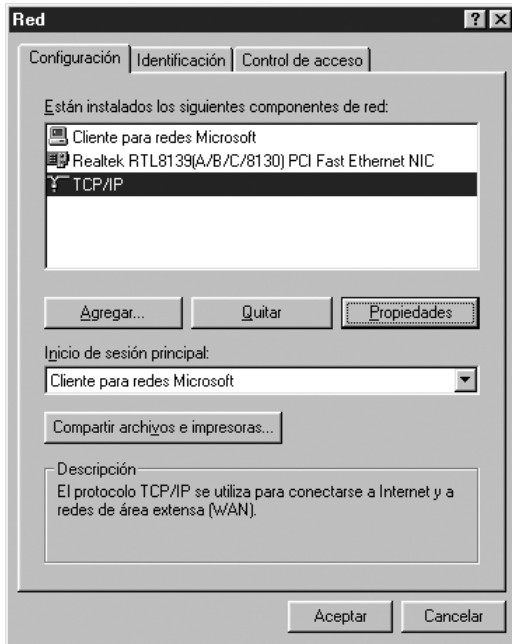 Red
Configuración Identificación Control de acceso
Están instalados los siguientes componentes de red:
Cliente para redes Microsoft
Realtek RTL8139(A/B/C/8130) PCI Fast Ethernet NIC
TCP/IP
Agregar... Quitar Propiedades
Inicio de sesión principal:
Cliente para redes Microsoft
Compartir archivos e impresoras...
Descripción
El protocolo TCP/IP se utiliza para conectarse a Internet y a
redes de área extensa (WAN).
Aceptar Cancelar